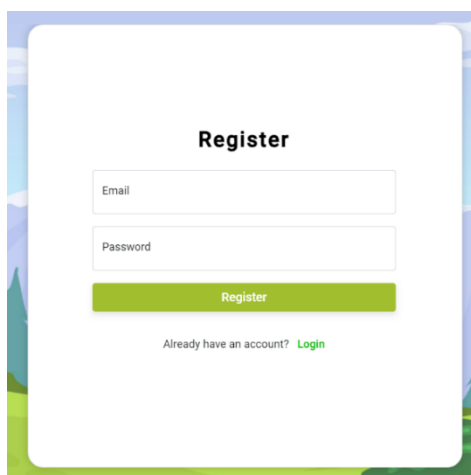 Register
Email
Password
Register
Already have an account? Login